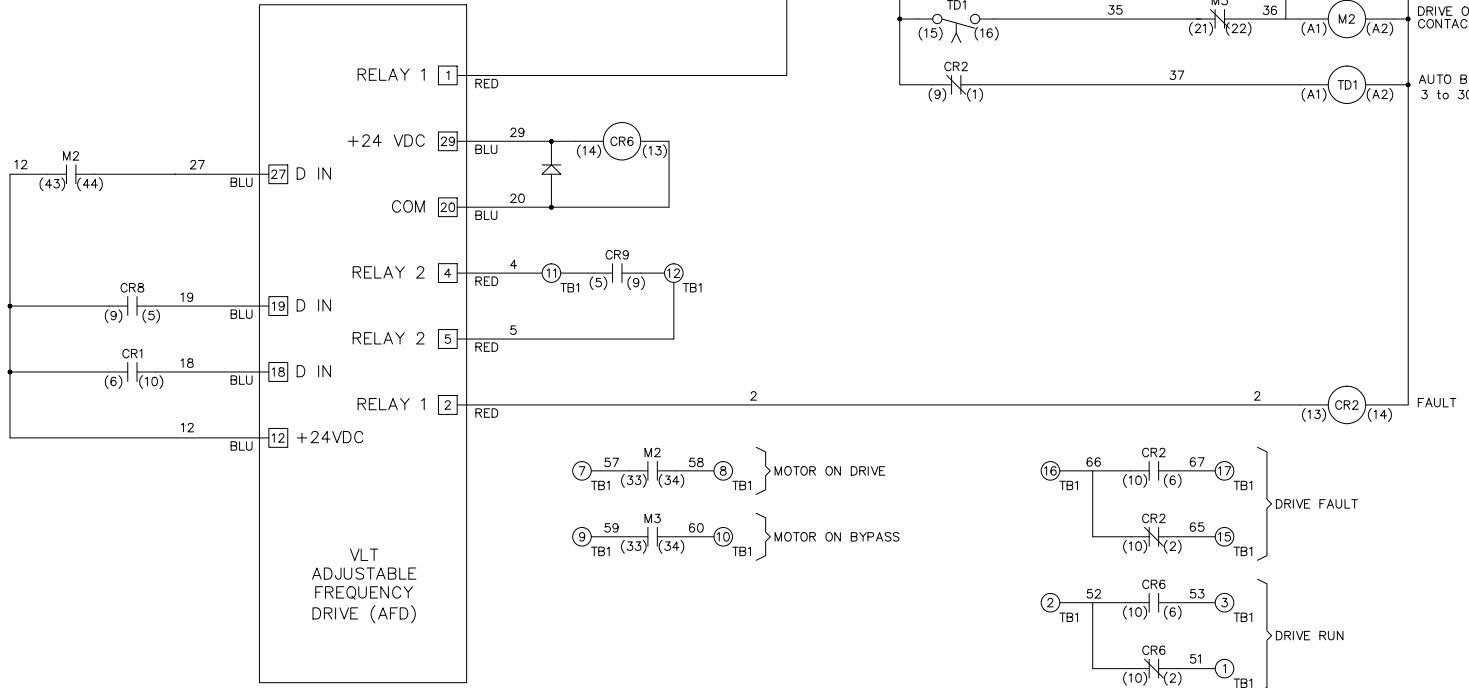 TD1
(15) (16)
35
M3
(21) (22)
36
M2
(A1) (A2)
DRIVE O
CONTAC
CR2
(9) (1)
37
TD1
(A1) (A2)
AUTO B
3 to 30
RELAY 1 1
RED
+24 VDC 29
29
BLU
CR6
(14) (13)
12
M2
(43) (44)
27
BLU
27 D IN
COM 20
20
BLU
RELAY 2 4
4
RED
11
TB1
CR9
(5) (9)
12
TB1
CR8
(9) (5)
19
BLU
19 D IN
RELAY 2 5
5
RED
CR1
(6) (10)
18
BLU
18 D IN
RELAY 1 2
RED
2
2
CR2
(13) (14)
FAULT
12
BLU
12 +24VDC
7
TB1
57
M2
(33) (34)
58
8
TB1
MOTOR ON DRIVE
9
TB1
59
M3
(33) (34)
60
10
TB1
MOTOR ON BYPASS
16
TB1
66
CR2
(10) (6)
67
17
TB1
CR2
(10) (2)
65
15
TB1
DRIVE FAULT
2
TB1
52
CR6
(10) (6)
53
3
TB1
CR6
(10) (2)
51
1
TB1
DRIVE RUN
VLT
ADJUSTABLE
FREQUENCY
DRIVE (AFD)